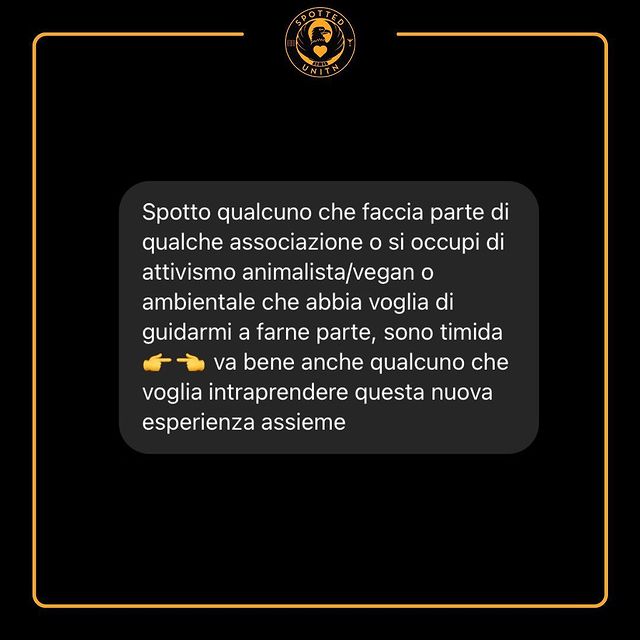 SPOTTED
UNITN
Spotto qualcuno che faccia parte di
qualche associazione o si occupi di
attivismo animalista/vegan o
ambientale che abbia voglia di
guidarmi a farne parte, sono timida
👉👈 va bene anche qualcuno che
voglia intraprendere questa nuova
esperienza assieme